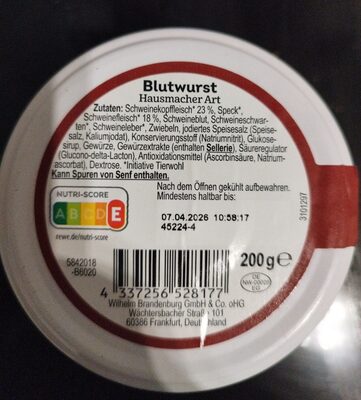 Blutwurst
Hausmacher Art
Zutaten: Schweinekopffleisch* 23 %, Speck*,
Schweinefleisch* 18 %, Schweineblut, Schweineschwar-
ten*, Schweineleber*, Zwiebeln, jodiertes Speisesalz (Speise-
salz, Kaliumjodat), Konservierungsstoff (Natriumnitrit), Glukose-
sirup, Gewürze, Gewürzextrakte (enthalten Sellerie), Säureregulator
(Glucono-delta-Lacton), Antioxidationsmittel (Ascorbinsäure, Natrium-
ascorbat), Dextrose. *Initiative Tierwohl
Kann Spuren von Senf enthalten.
Nach dem Öffnen gekühlt aufbewahren.
Mindestens haltbar bis:
07.04.2026 10:58:17
45224-4
NUTRI-SCORE
A B C D E
rewe.de/nutri-score
5842018
-B6020
200 g e
4 337256 528177
DE
NW-00028
EG
Wilhelm Brandenburg GmbH & Co. oHG
Wächtersbacher Straße 101
60386 Frankfurt, Deutschland
3101297